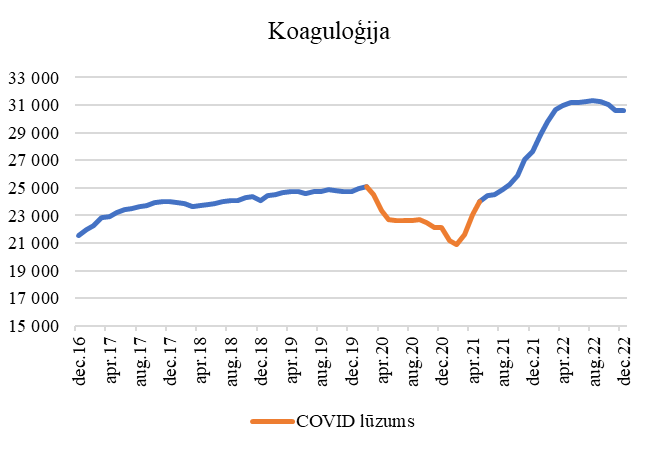 Koaguloģija
33 000
31 000
29 000
27 000
25 000
23 000
21 000
19 000
17 000
15 000
dec.16
apr.17
aug.17
dec.17
apr.18
aug.18
dec.18
apr.19
aug.19
dec.19
apr.20
aug.20
dec.20
apr.21
aug.21
dec.21
apr.22
aug.22
dec.22
COVID lūzums